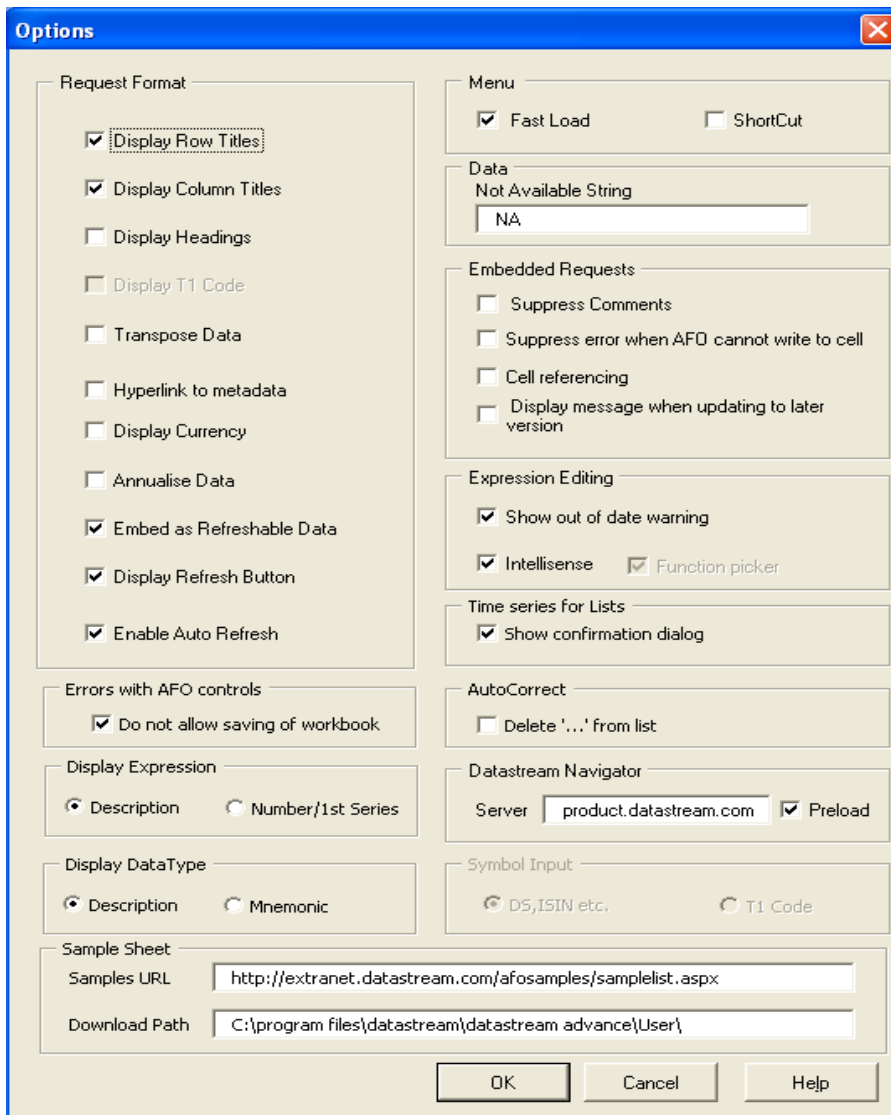 Options
Request Format
Display Row Titles
Display Column Titles
Display Headings
Display T1 Code
Transpose Data
Hyperlink to metadata
Display Currency
Annualise Data
Embed as Refreshable Data
Display Refresh Button
Enable Auto Refresh
Errors with AFO controls
Do not allow saving of workbook
Display Expression
Description Number/1st Series
Display DataType
Description Mnemonic
Menu
Fast Load ShortCut
Data
Not Available String
NA
Embedded Requests
Suppress Comments
Suppress error when AFO cannot write to cell
Cell referencing
Display message when updating to later
version
Expression Editing
Show out of date warning
Intellisense Function picker
Time series for Lists
Show confirmation dialog
AutoCorrect
Delete '...' from list
Datastream Navigator
Server product.datastream.com Preload
Symbol Input
DS,ISIN etc. T1 Code
Sample Sheet
Samples URL http://extranet.datastream.com/afosamples/samplelist.aspx
Download Path C:\program files\datastream\datastream advance\User\
OK Cancel Help